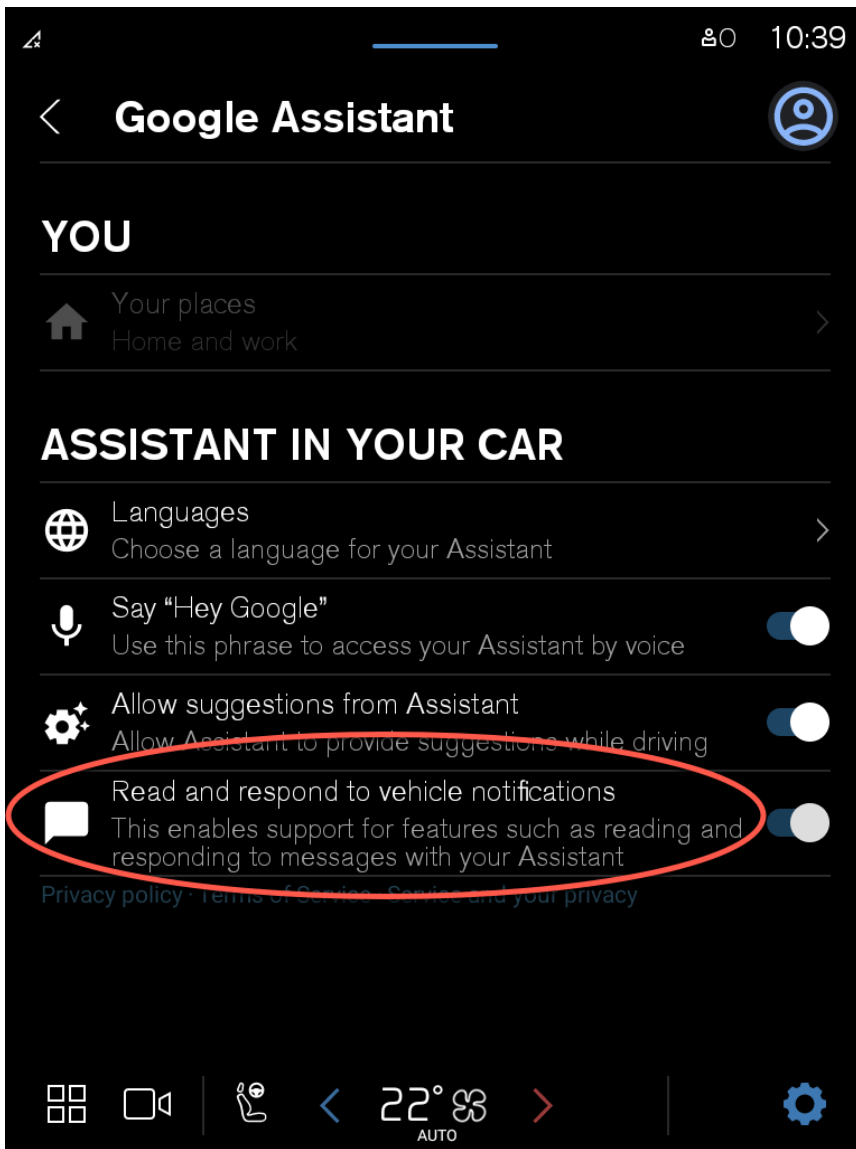 10:39
Google Assistant
YOU
Your places
Home and work
ASSISTANT IN YOUR CAR
Languages
Choose a language for your Assistant
Say “Hey Google”
Use this phrase to access your Assistant by voice
Allow suggestions from Assistant
Allow Assistant to provide suggestions while driving
Read and respond to vehicle notifications
This enables support for features such as reading and
responding to messages with your Assistant
Privacy policy · Terms of Service · Service and your privacy
22°
AUTO